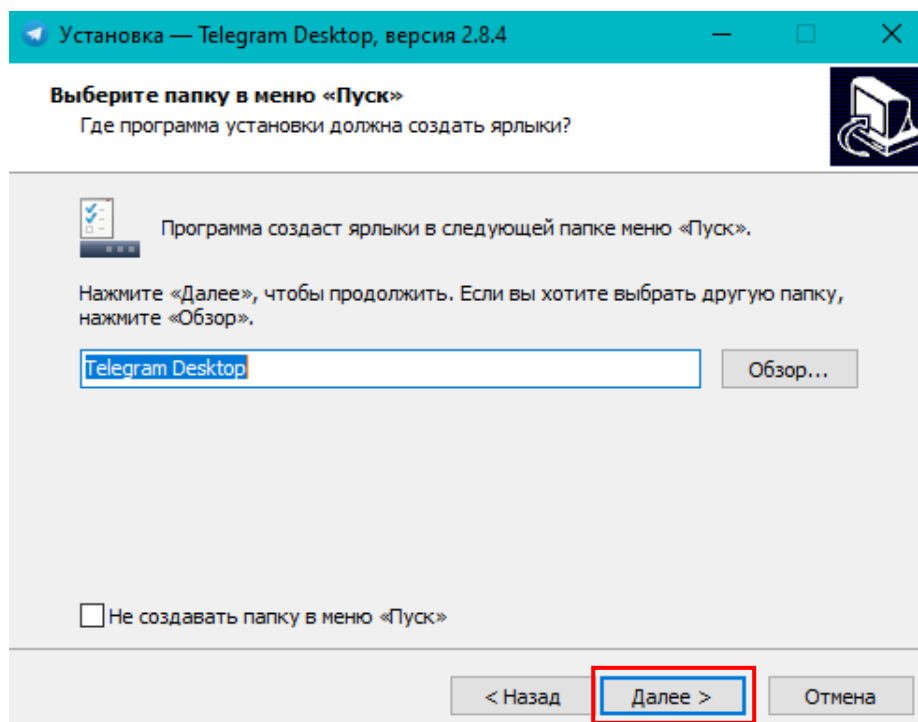 Установка — Telegram Desktop, версия 2.8.4
Выберите папку в меню «Пуск»
Где программа установки должна создать ярлыки?
Программа создаст ярлыки в следующей папке меню «Пуск».
Нажмите «Далее», чтобы продолжить. Если вы хотите выбрать другую папку,
нажмите «Обзор».
Telegram Desktop
Обзор...
Не создавать папку в меню «Пуск»
< Назад
Далее >
Отмена